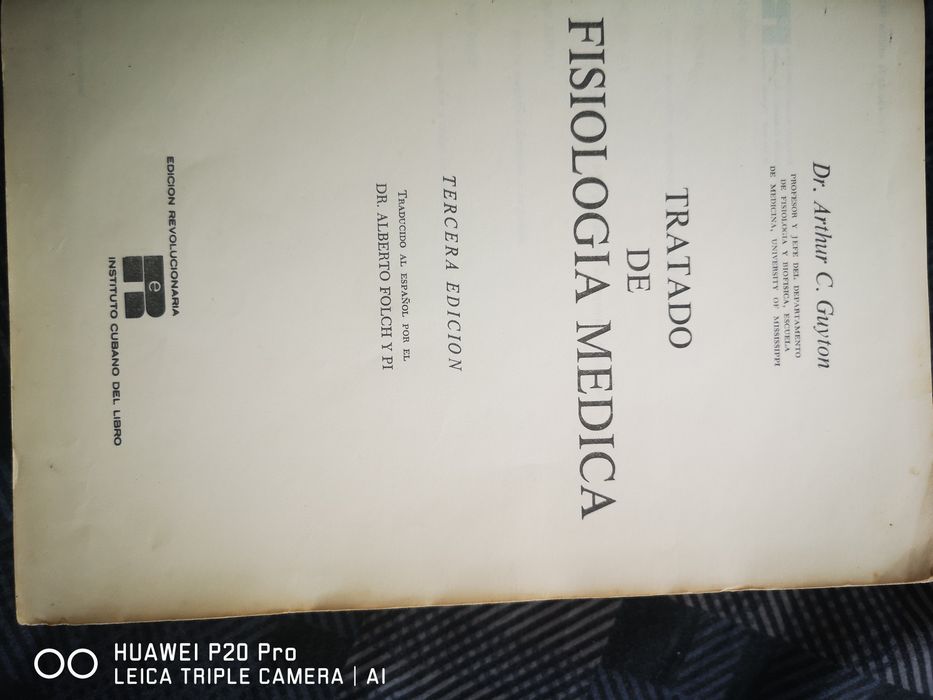 Dr. Arthur C. Guyton
PROFESOR Y JEFE DEL DEPARTAMENTO
DE FISIOLOGIA Y BIOFISICA, ESCUELA
DE MEDICINA, UNIVERSITY OF MISSISSIPPI
TRATADO
DE
FISIOLOGIA MEDICA
TERCERA EDICION
TRADUCIDO AL ESPAÑOL POR EL
DR. ALBERTO FOLCH Y PI
EDICION REVOLUCIONARIA
e
INSTITUTO CUBANO DEL LIBRO
HUAWEI P20 Pro
LEICA TRIPLE CAMERA | AI